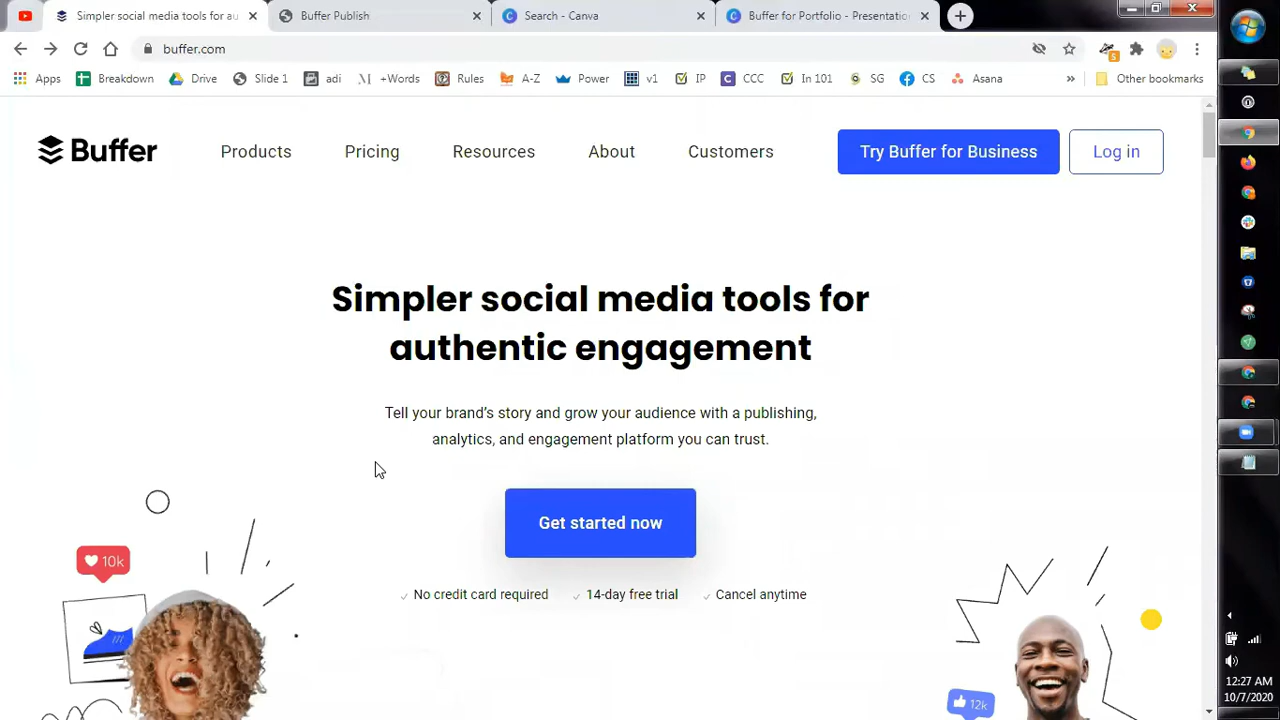 Simpler social media tools for au
Buffer Publish
Search - Canva
Buffer for Portfolio - Presentatio
buffer.com
5
Apps
Breakdown
Drive
Slide 1
adi
+Words
Rules
A-Z
Power
v1
IP
CCC
In 101
SG
CS
Asana
»
Other bookmarks
Buffer
Products
Pricing
Resources
About
Customers
Try Buffer for Business
Log in
Simpler social media tools for
authentic engagement
Tell your brand’s story and grow your audience with a publishing,
analytics, and engagement platform you can trust.
Get started now
No credit card required
14-day free trial
Cancel anytime
10k
12k
12:27 AM
10/7/2020